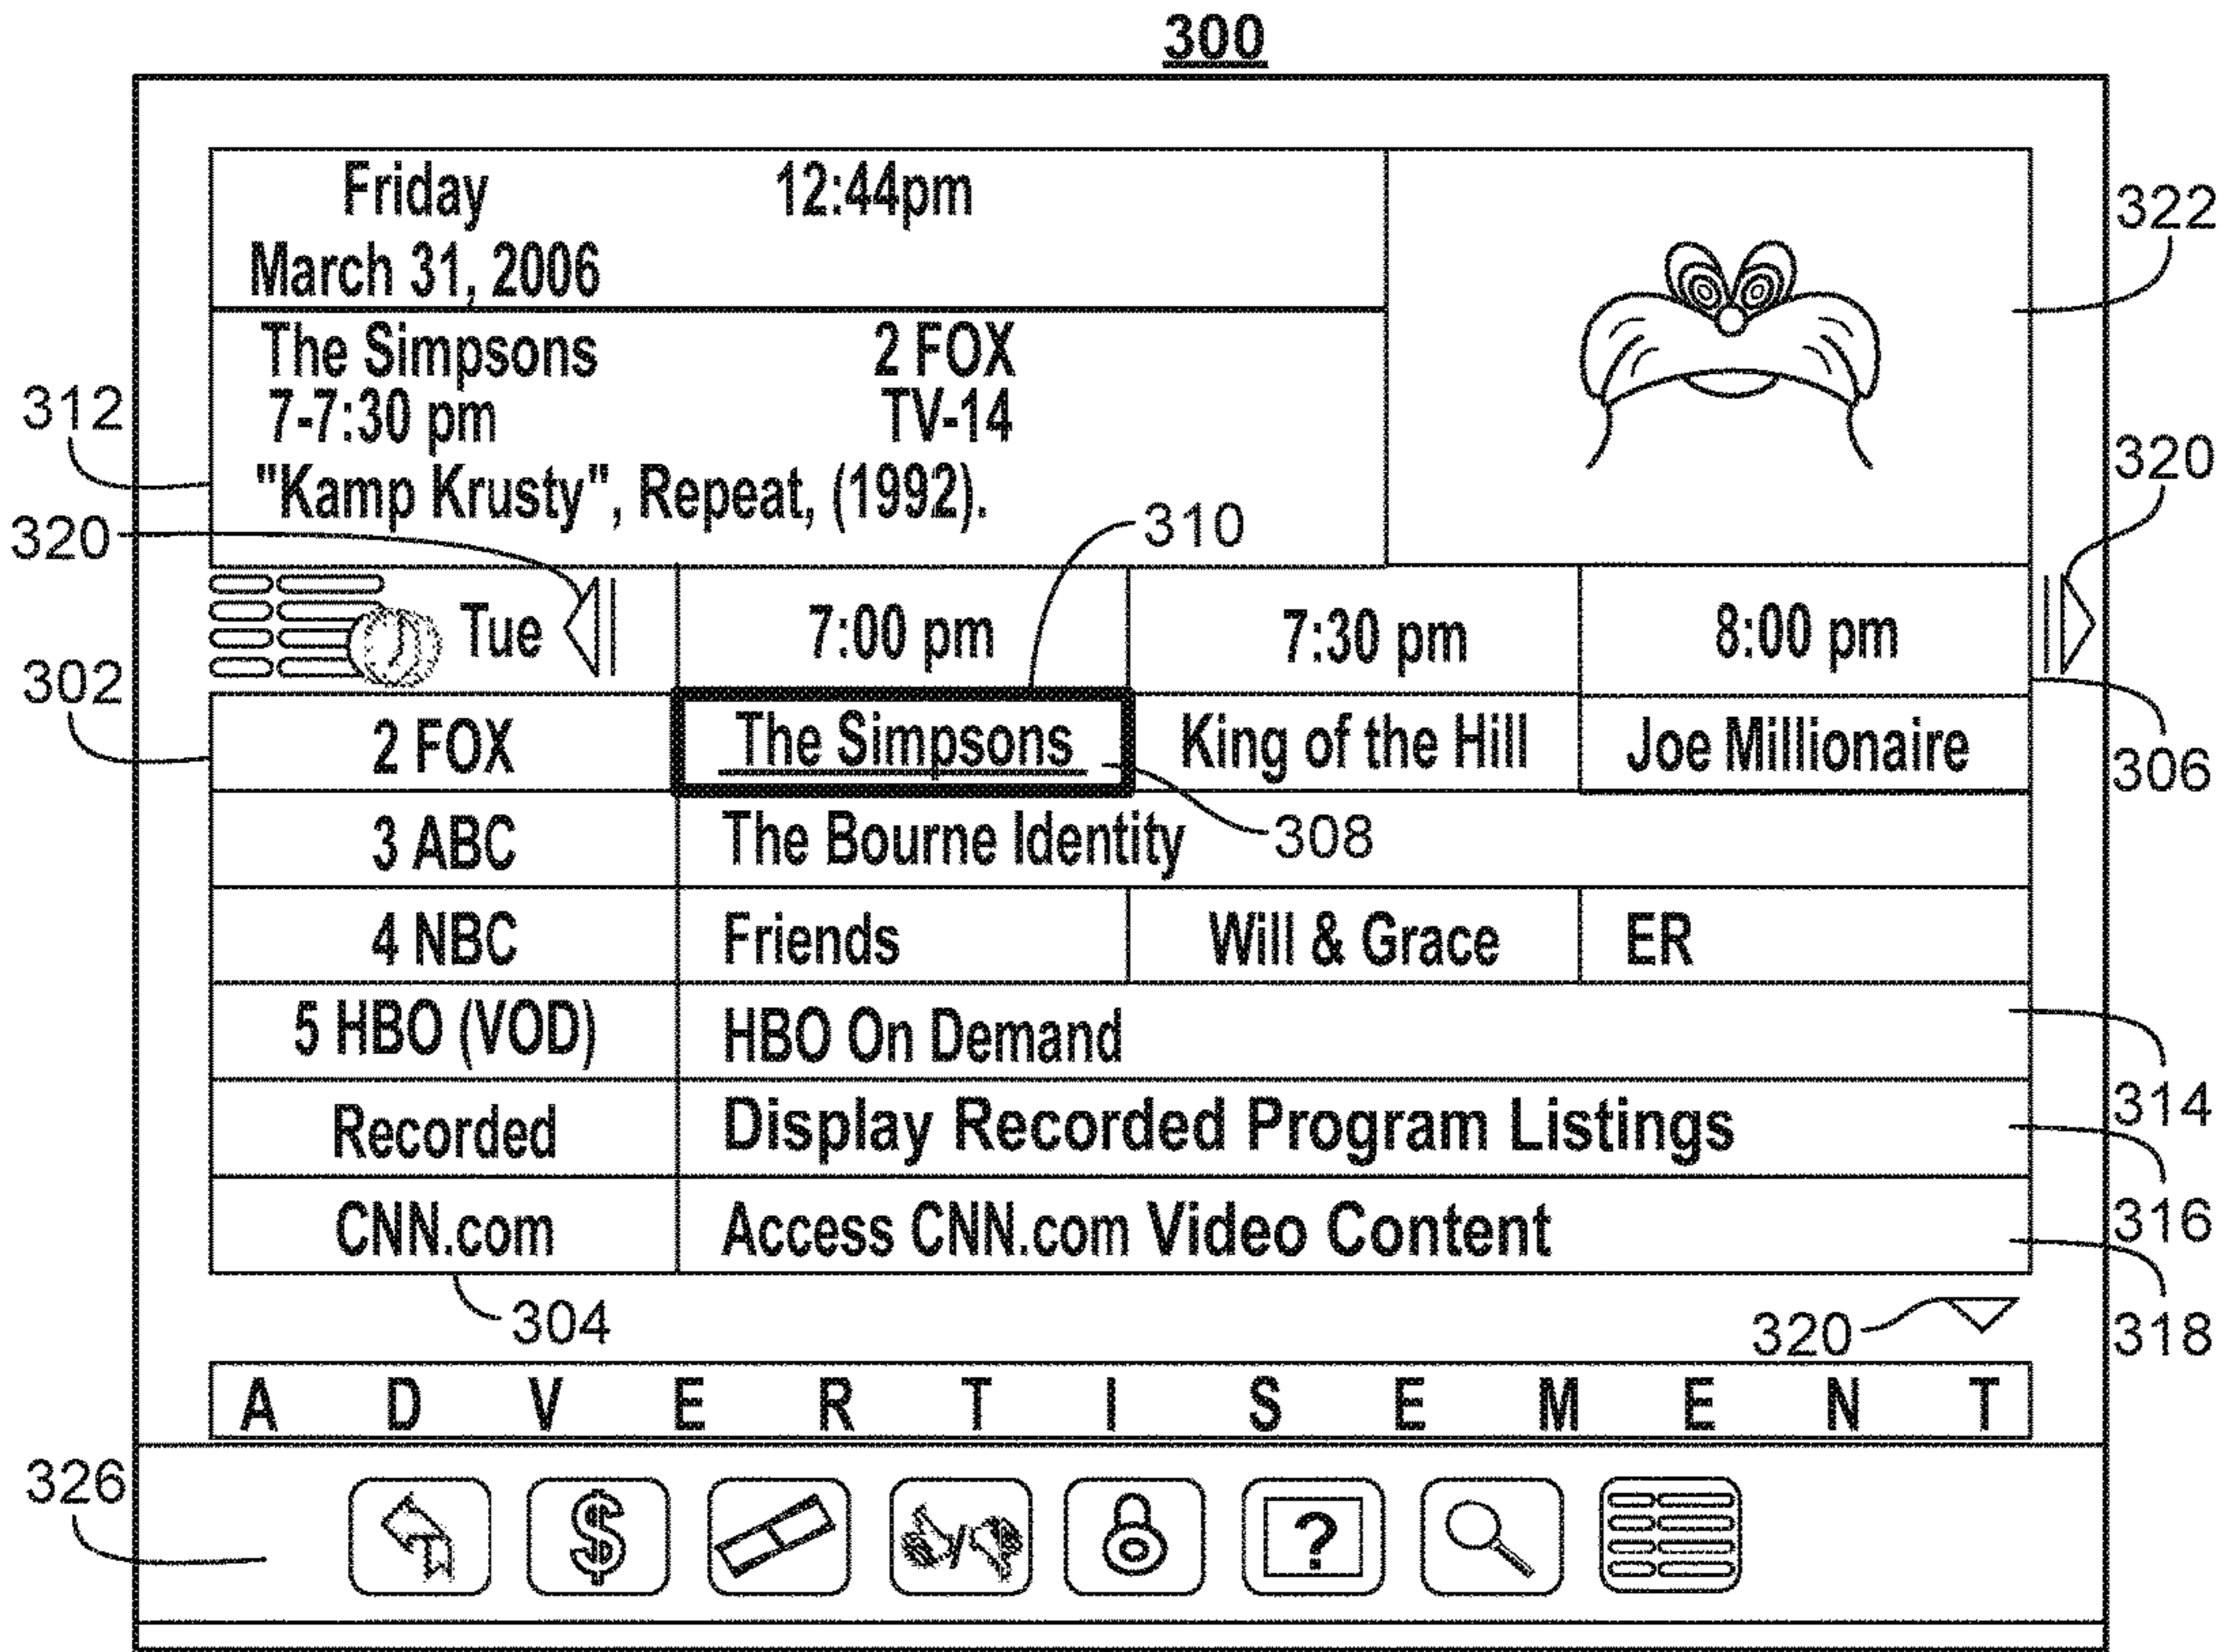 300
Friday 12:44pm
March 31, 2006
322
The Simpsons 2 FOX
312 7-7:30 pm TV-14
"Kamp Krusty", Repeat, (1992).
320
320
310
Tue 7:00 pm 7:30 pm 8:00 pm
302 2 FOX The Simpsons King of the Hill Joe Millionaire
306
3 ABC The Bourne Identity 308
4 NBC Friends Will & Grace ER
5 HBO (VOD) HBO On Demand
314
Recorded Display Recorded Program Listings
316
CNN.com Access CNN.com Video Content
304
320
318
A D V E R T I S E M E N T
326 $ / ?